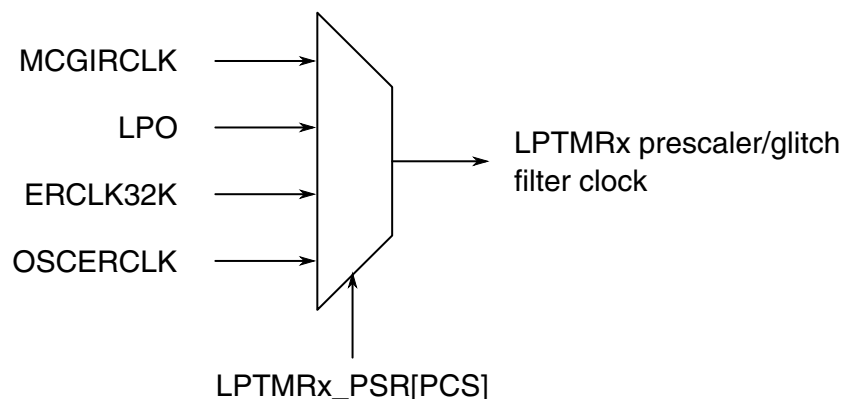 MCGIRCLK
LPO
ERCLK32K
OSCERCLK
LPTMRx prescaler/glitch
filter clock
LPTMRx_PSR[PCS]